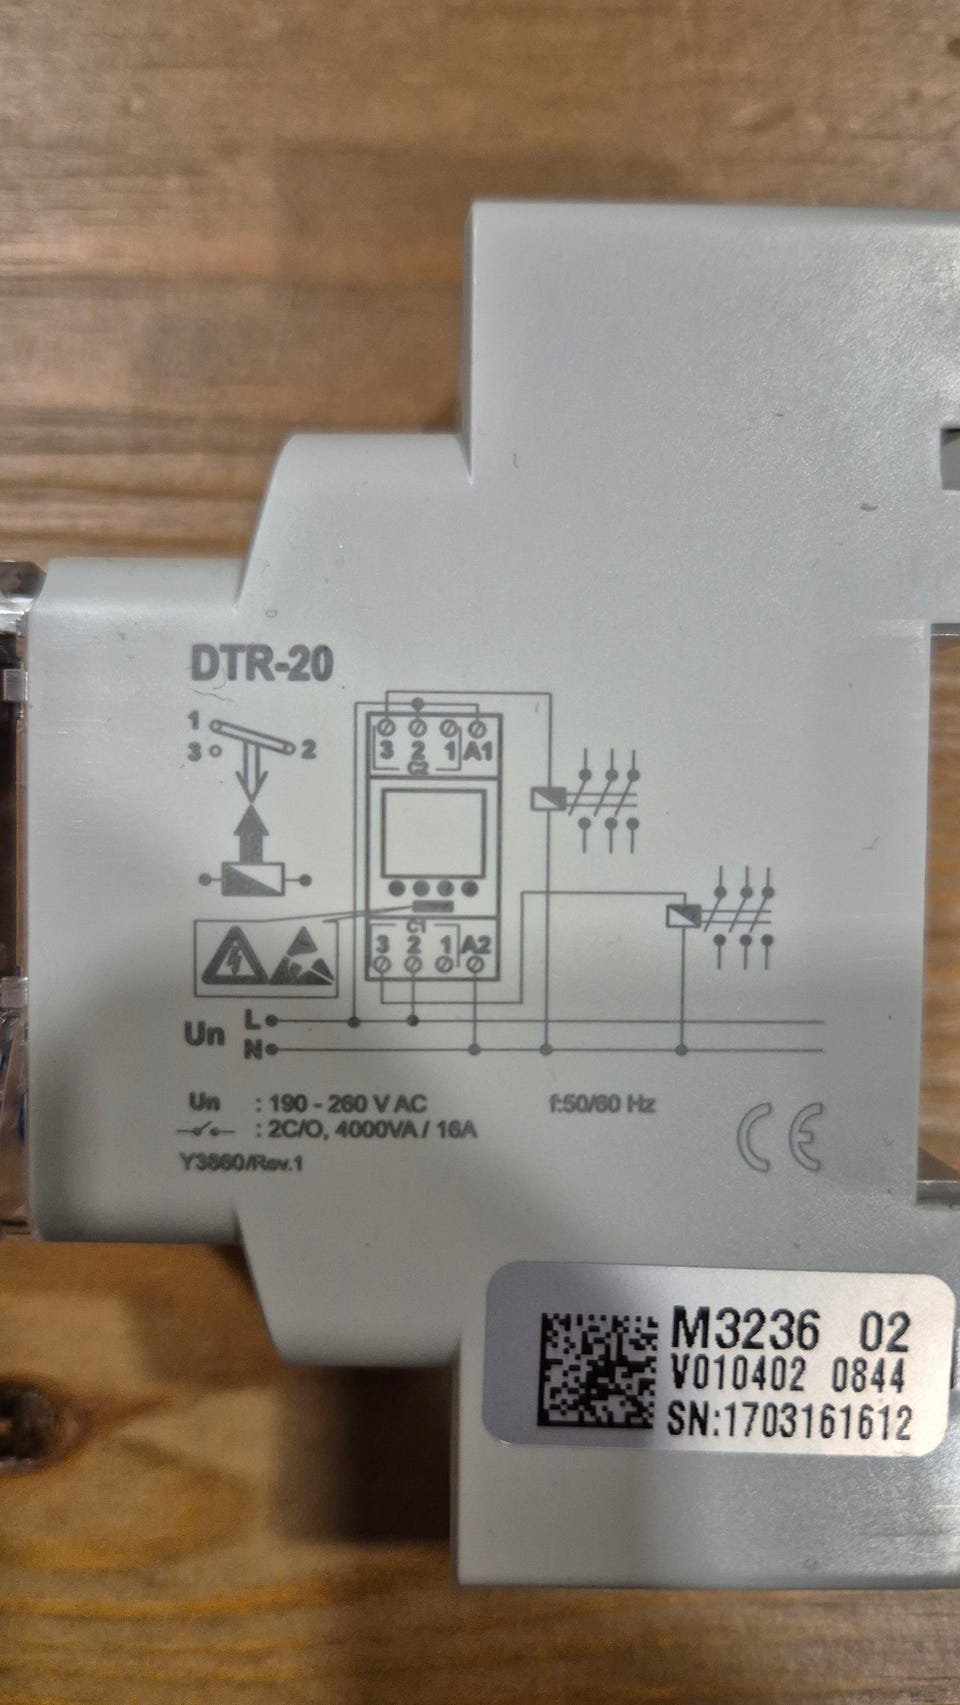 DTR-20
1
3 2
3 2 1 A1
C2
C1
3 2 1 A2
Un L
N
Un : 190 - 260 V AC f:50/60 Hz
: 2C/O, 4000VA / 16A
Y3860/Rev.1
CE
M3236 02
V010402 0844
SN:1703161612